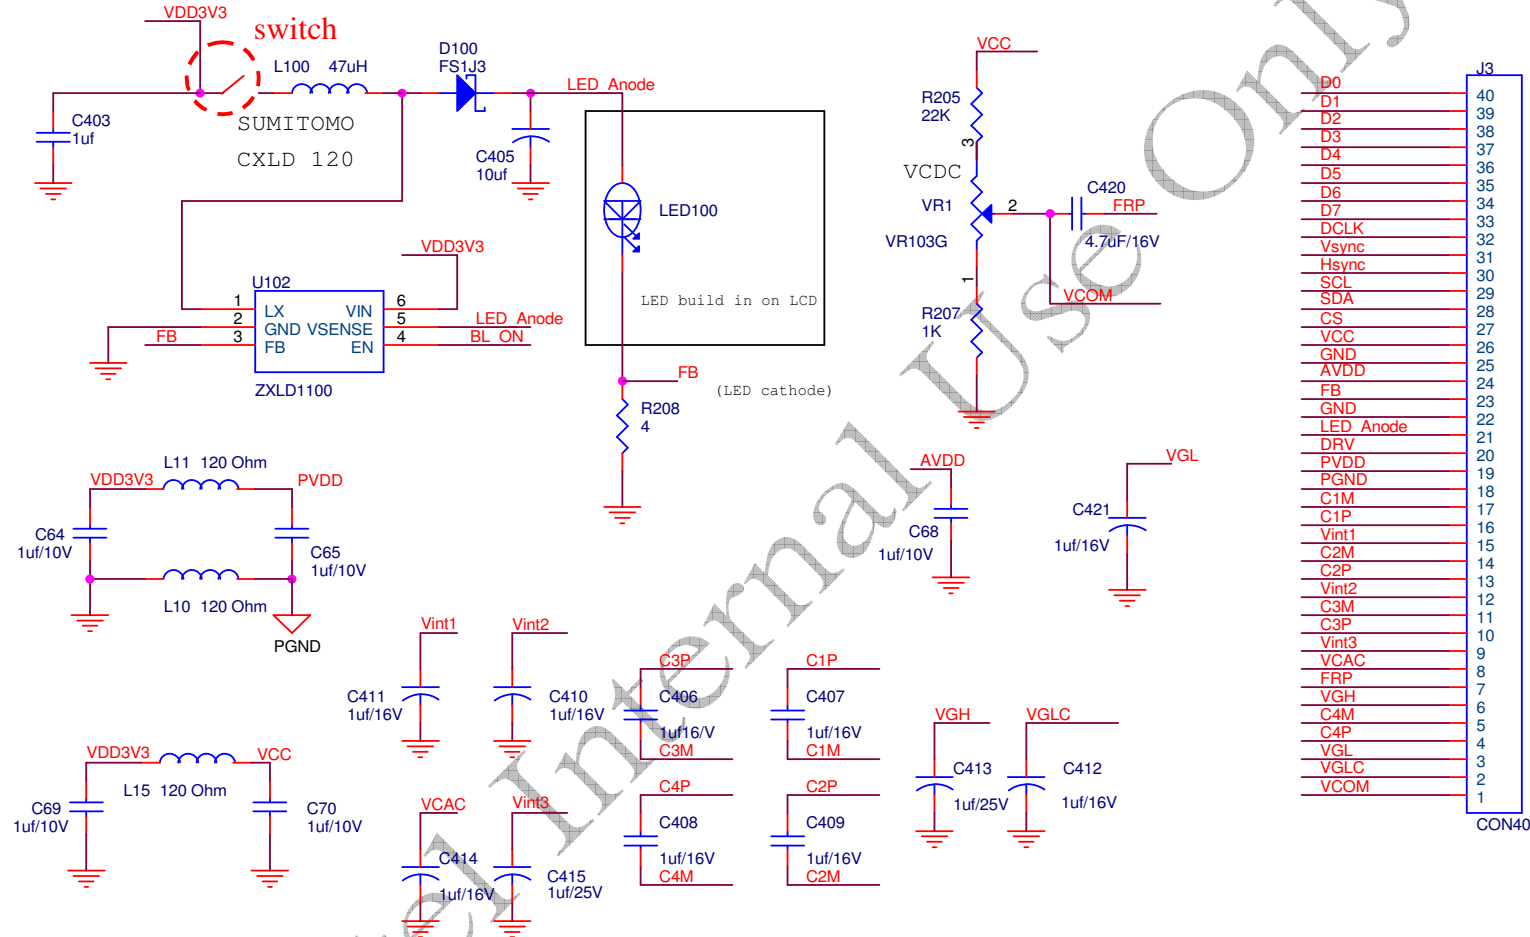 VDD3V3
switch
L100 47uH
D100
FS1J3
LED_Anode
C403
1uf
SUMITOMO
CXLD 120
C405
10uf
LED100
LED build in on LCD
VDD3V3
U102
1 LX VIN 6
2 GND VSENSE 5 LED_Anode
FB 3 FB EN 4 BL_ON
ZXLD1100
FB
(LED cathode)
R208
4
VCC
R205
22K
3
VCDC
VR1
2
VR103G
C420
FRP
4.7uF/16V
VCOM
1
R207
1K
L11 120 Ohm
VDD3V3
PVDD
C64
1uf/10V
C65
1uf/10V
L10 120 Ohm
PGND
AVDD
C68
1uf/10V
VGL
C421
1uf/16V
Vint1
C411
1uf/16V
Vint2
C410
1uf/16V
C3P
C406
1uf16/V
C3M
C1P
C407
1uf/16V
C1M
VDD3V3
VCC
L15 120 Ohm
C69
1uf/10V
C70
1uf/10V
VCAC
C414
1uf/16V
Vint3
C415
1uf/25V
C4P
C408
1uf/16V
C4M
C2P
C409
1uf/16V
C2M
VGH
C413
1uf/25V
VGLC
C412
1uf/16V
J3
D0 40
D1 39
D2 38
D3 37
D4 36
D5 35
D6 34
D7 33
DCLK 32
Vsync 31
Hsync 30
SCL 29
SDA 28
CS 27
VCC 26
GND 25
AVDD 24
FB 23
GND 22
LED_Anode 21
DRV 20
PVDD 19
PGND 18
C1M 17
C1P 16
Vint1 15
C2M 14
C2P 13
Vint2 12
C3M 11
C3P 10
Vint3 9
VCAC 8
FRP 7
VGH 6
C4M 5
C4P 4
VGL 3
VGLC 2
VCOM 1
CON40
Internal Use Only